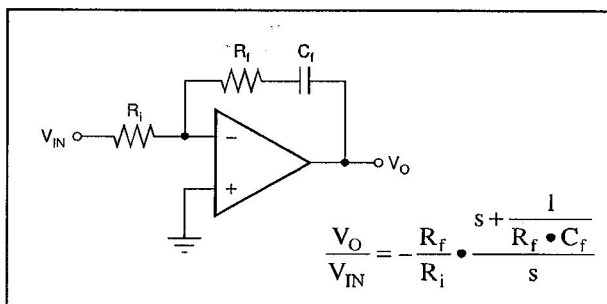 R_f C_f
R_i
V_IN
−
+
V_O
V_O/V_IN = − R_f/R_i • (s + 1/(R_f • C_f))/s